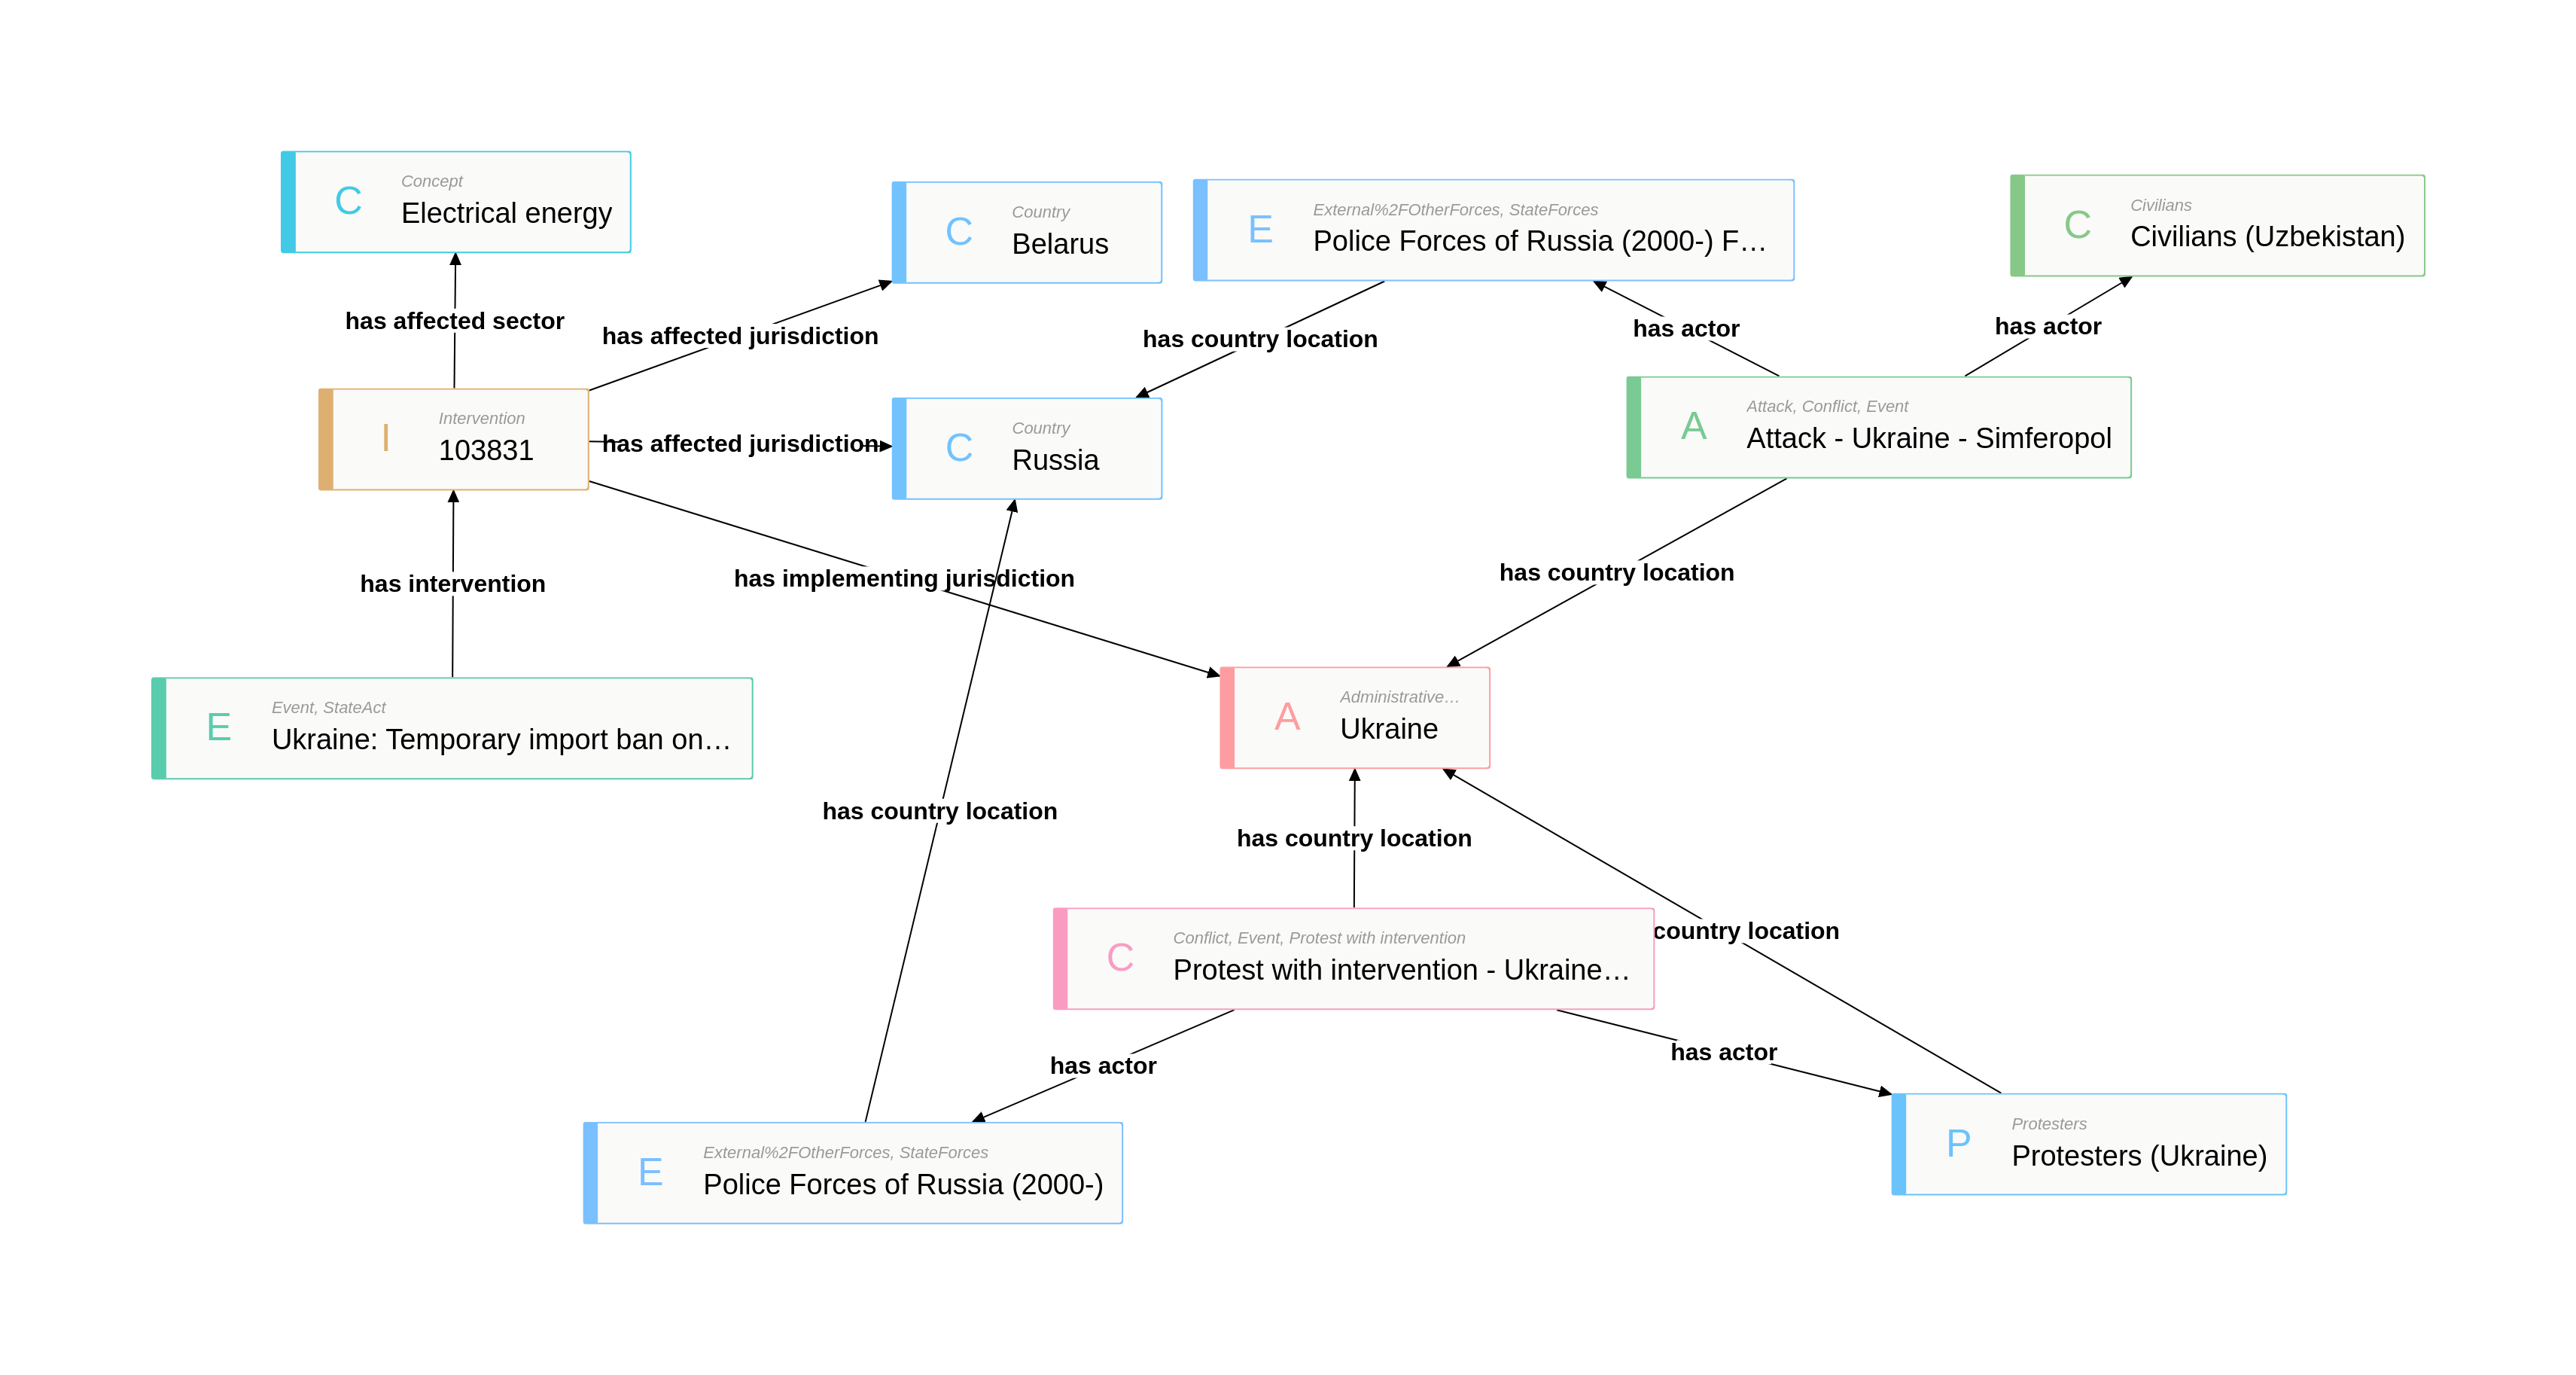 C
Concept
Electrical energy
C
Country
Belarus
E
External%2FOtherForces, StateForces
Police Forces of Russia (2000-) F…
C
Civilians
Civilians (Uzbekistan)
has affected sector
has affected jurisdiction
has country location
has actor
has actor
I
Intervention
103831
has affected jurisdiction
C
Country
Russia
A
Attack, Conflict, Event
Attack - Ukraine - Simferopol
has intervention
has implementing jurisdiction
has country location
E
Event, StateAct
Ukraine: Temporary import ban on…
A
Administrative…
Ukraine
has country location
has country location
country location
C
Conflict, Event, Protest with intervention
Protest with intervention - Ukraine…
has actor
has actor
E
External%2FOtherForces, StateForces
Police Forces of Russia (2000-)
P
Protesters
Protesters (Ukraine)